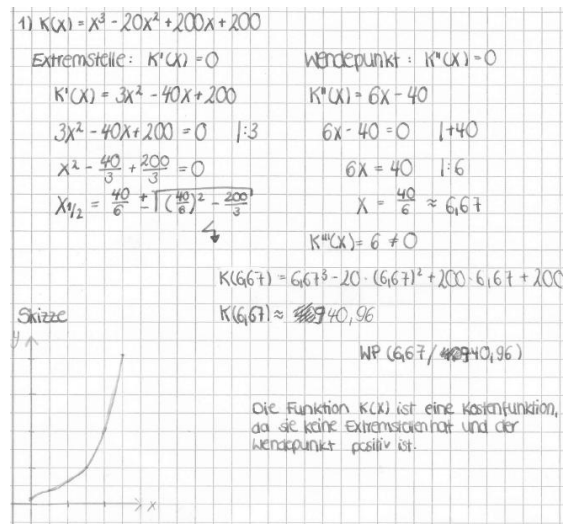 1) K(x) = x³ - 20x² + 200x + 200
Extremstelle: K'(x) = 0
K'(x) = 3x² - 40x + 200
3x² - 40x + 200 = 0 |:3
x² - 40/3 + 200/3 = 0
x1/2 = 40/6 ± √((40/6)² - 200/3)
Wendepunkt: K''(x) = 0
K''(x) = 6x - 40
6x - 40 = 0 |+40
6x = 40 |:6
x = 40/6 ≈ 6,67
K'''(x) = 6 ≠ 0
K(6,67) = 6,67³ - 20 · (6,67)² + 200 · 6,67 + 200
K(6,67) ≈ 940,96
WP (6,67 / 940,96)
Skizze
y
x
Die Funktion K(x) ist eine Kostenfunktion,
da sie keine Extremstellen hat und der
Wendepunkt positiv ist.